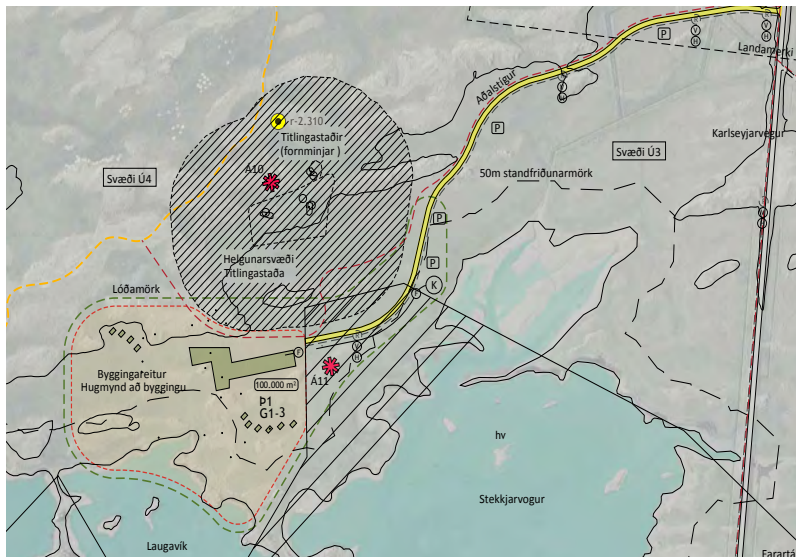 R
V
H
R
V
H
P
Landamerki
Aðalstígur
V
H
r-2.310
Titlingastaðir
(fornminjar )
P
Svæði Ú3
Karlseyjarvegur
A10
Svæði Ú4
50m standfriðunarmörk
P
Helgunarsvæði
Titlingastaða
P
K
Lóðamörk
F
R
V
H
F
Byggingareitur
Hugmynd að byggingu
100.000 m²
A11
Þ1
G1-3
hv
Stekkjarvogur
Laugavík
Farartá